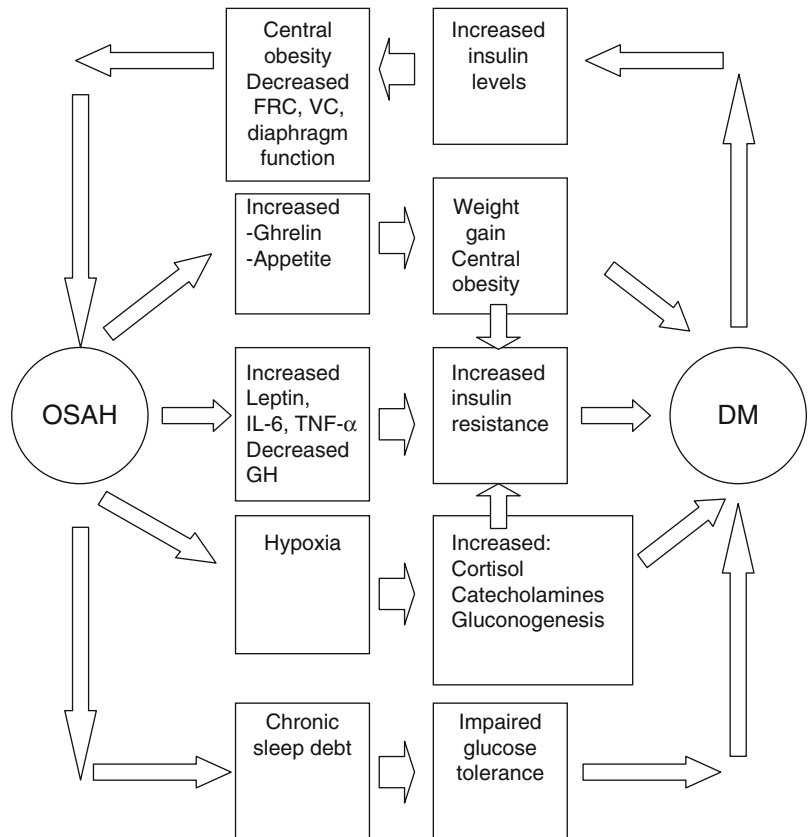 Central
obesity
Decreased
FRC, VC,
diaphragm
function
Increased
insulin
levels
Increased
-Ghrelin
-Appetite
Weight
gain
Central
obesity
OSAH
Increased
Leptin,
IL-6, TNF-α
Decreased
GH
Increased
insulin
resistance
DM
Hypoxia
Increased:
Cortisol
Catecholamines
Gluconogenesis
Chronic
sleep debt
Impaired
glucose
tolerance